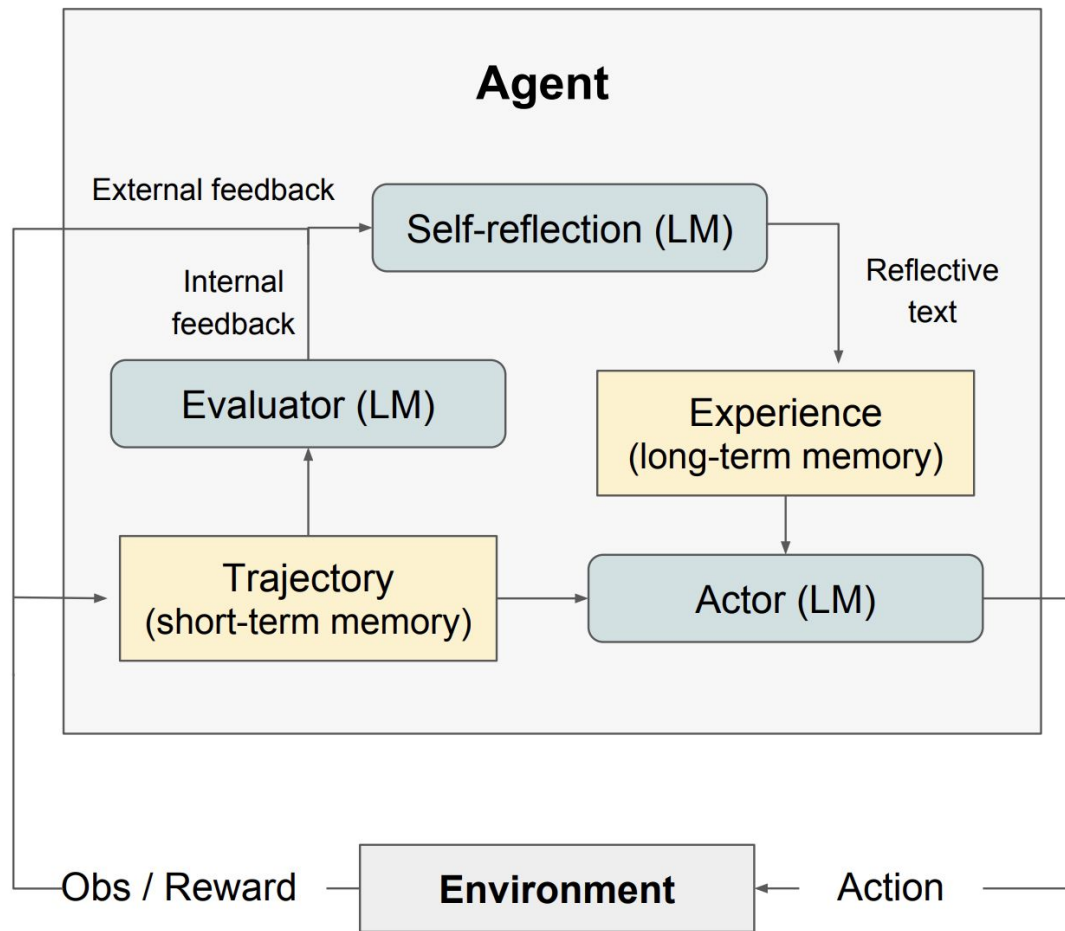 Agent
External feedback
Self-reflection (LM)
Internal
feedback
Reflective
text
Evaluator (LM)
Experience
(long-term memory)
Trajectory
(short-term memory)
Actor (LM)
Obs / Reward
Environment
Action